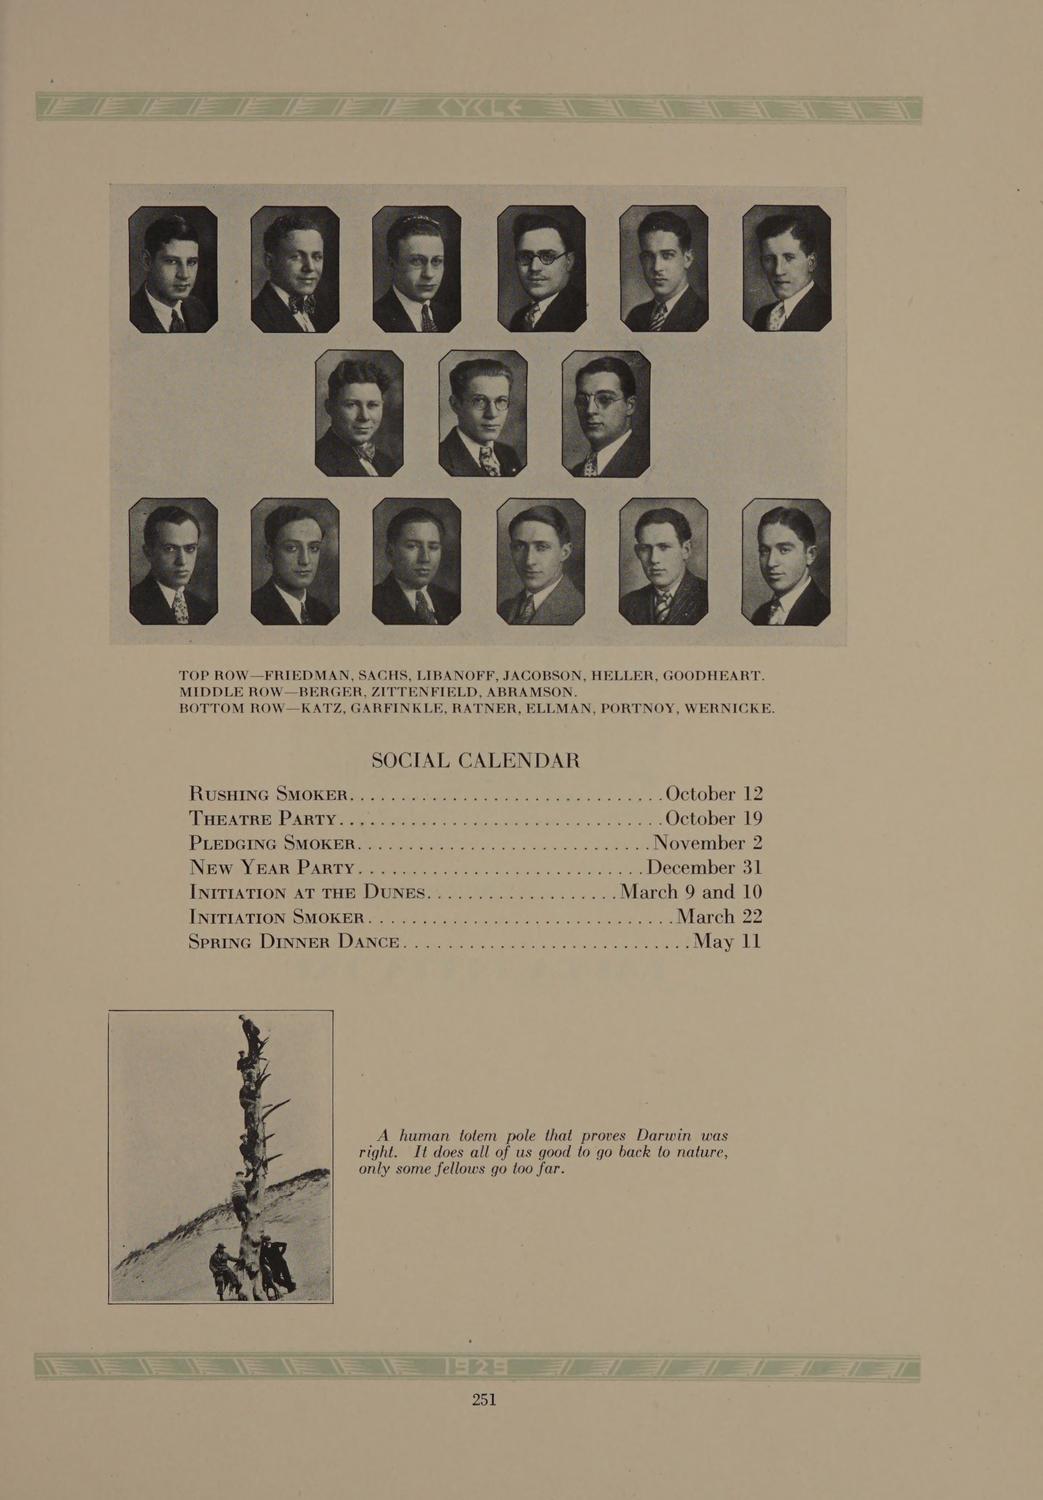 CYCLE
TOP ROW—FRIEDMAN, SACHS, LIBANOFF, JACOBSON, HELLER, GOODHEART.
MIDDLE ROW—BERGER, ZITTENFIELD, ABRAMSON.
BOTTOM ROW—KATZ, GARFINKLE, RATNER, ELLMAN, PORTNOY, WERNICKE.
SOCIAL CALENDAR
RUSHING SMOKER................................October 12
THEATRE PARTY.................................October 19
PLEDGING SMOKER..............................November 2
NEW YEAR PARTY..............................December 31
INITIATION AT THE DUNES...................March 9 and 10
INITIATION SMOKER...............................March 22
SPRING DINNER DANCE.............................May 11
A human totem pole that proves Darwin was
right. It does all of us good to go back to nature,
only some fellows go too far.
1929
251